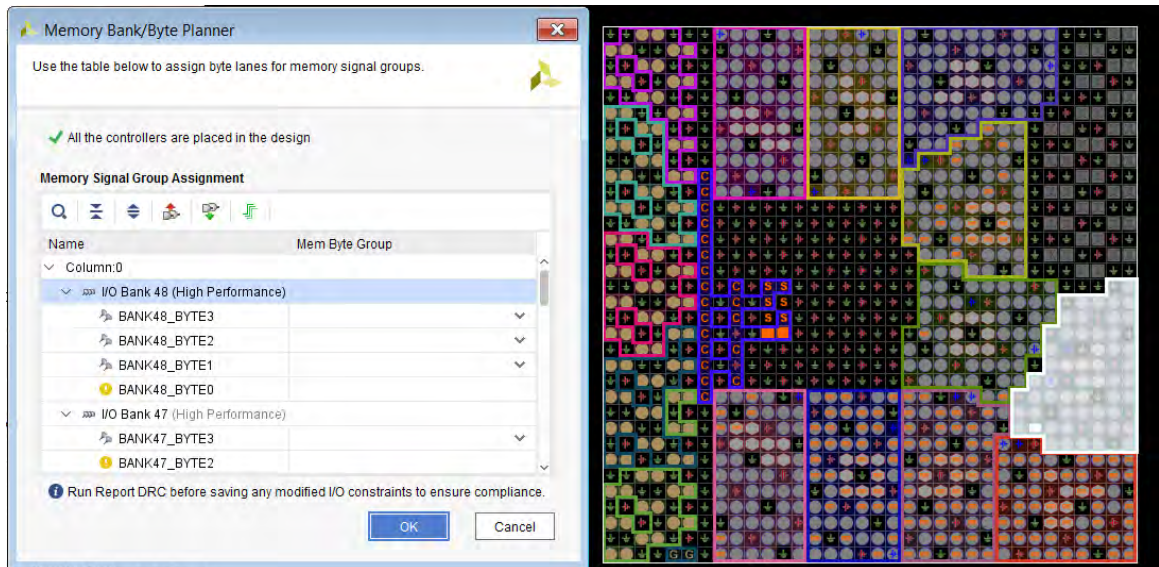 Memory Bank/Byte Planner
Use the table below to assign byte lanes for memory signal groups.
All the controllers are placed in the design
Memory Signal Group Assignment
Name Mem Byte Group
Column:0
I/O Bank 48 (High Performance)
BANK48_BYTE3
BANK48_BYTE2
BANK48_BYTE1
BANK48_BYTE0
I/O Bank 47 (High Performance)
BANK47_BYTE3
BANK47_BYTE2
Run Report DRC before saving any modified I/O constraints to ensure compliance.
OK Cancel
C
C
C
C
C C S S
C C S
C C
C
C C
C C
C
G G